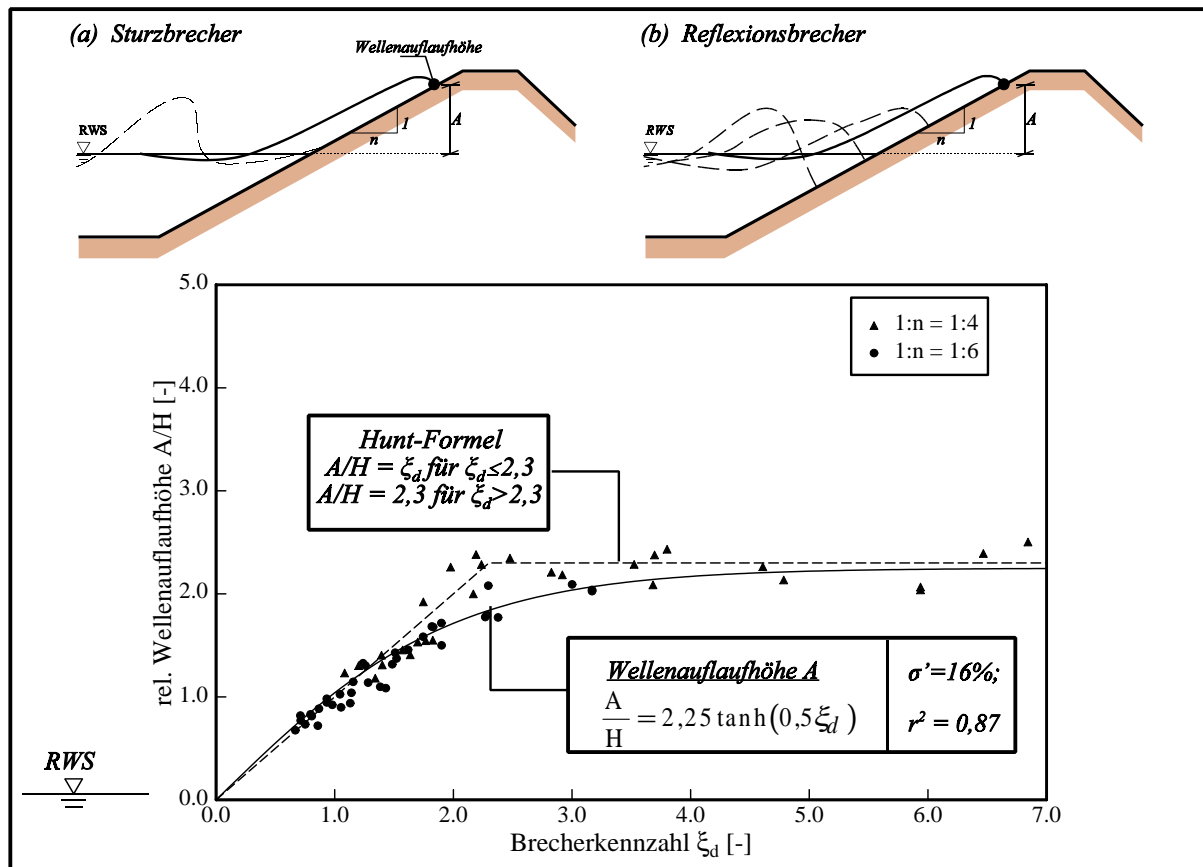 (a) Sturzbrecher
Wellenauflaufhöhe
RWS
1
n
A
(b) Reflexionsbrecher
RWS
1
n
A
5.0
4.0
3.0
2.0
1.0
0.0
rel. Wellenauflaufhöhe A/H [-]
▲ 1:n = 1:4
● 1:n = 1:6
Hunt-Formel
A/H = ξd für ξd≤2,3
A/H = 2,3 für ξd>2,3
Wellenauflaufhöhe A
A/H = 2,25 tanh(0,5ξd)
σ'=16%;
r² = 0,87
RWS
0.0 1.0 2.0 3.0 4.0 5.0 6.0 7.0
Brecherkennzahl ξd [-]